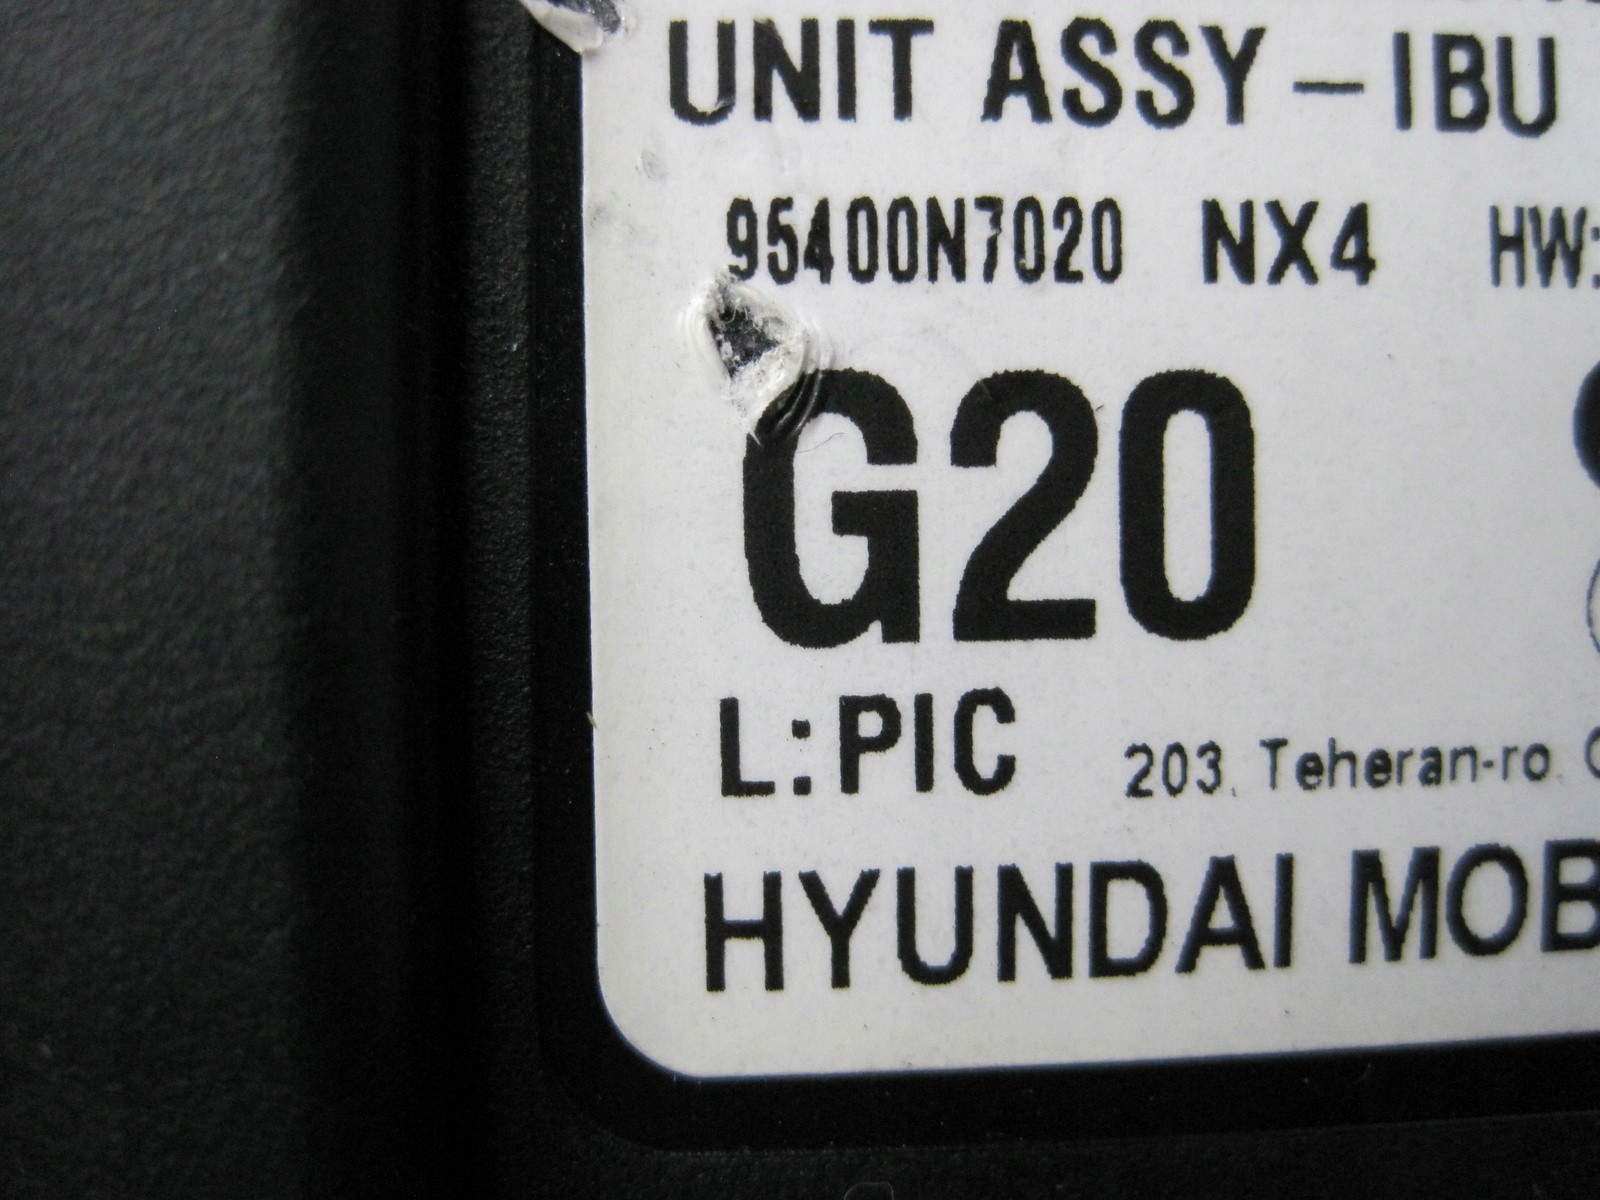 UNIT ASSY - IBU
95400N7020 NX4 HW:
G20
L:PIC 203, Teheran-ro
HYUNDAI MOB